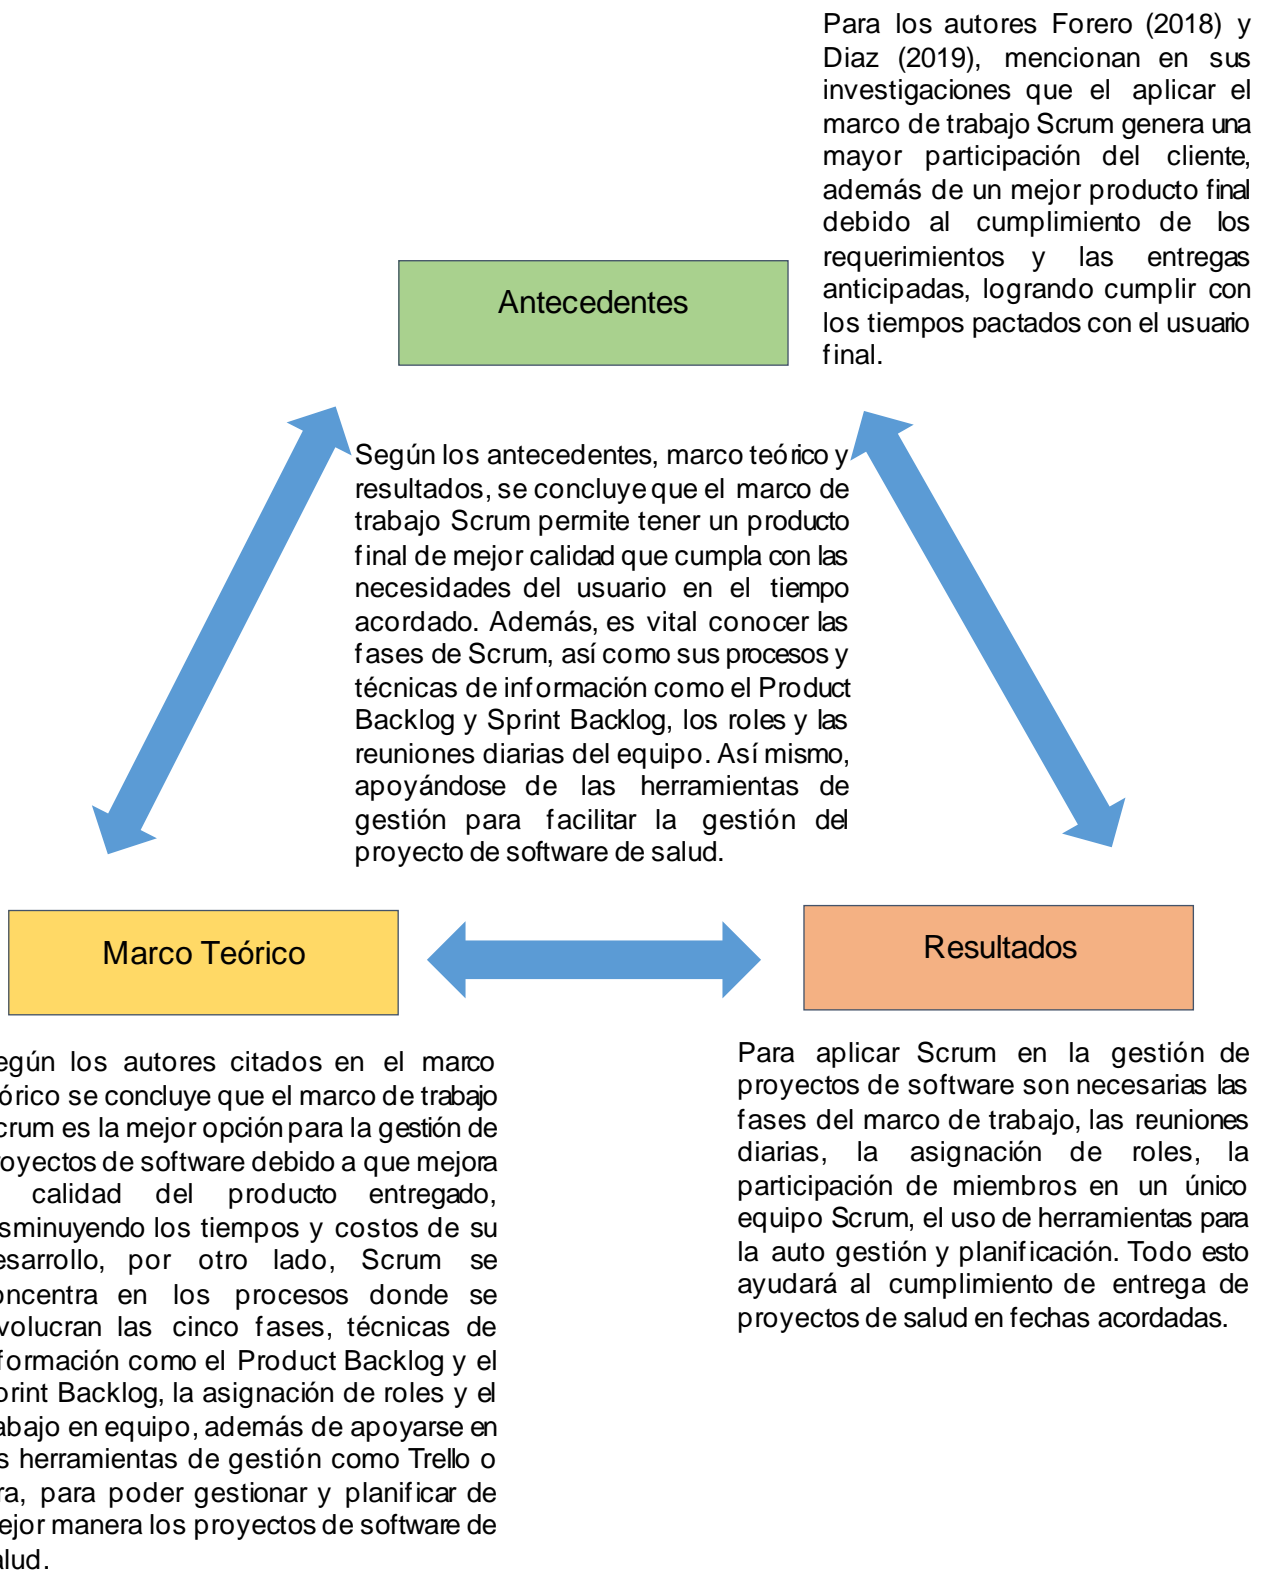 Para los autores Forero (2018) y
Diaz (2019), mencionan en sus
investigaciones que el aplicar el
marco de trabajo Scrum genera una
mayor participación del cliente,
además de un mejor producto final
debido al cumplimiento de los
requerimientos y las entregas
anticipadas, logrando cumplir con
los tiempos pactados con el usuario
final.
Antecedentes
Según los antecedentes, marco teórico y
resultados, se concluye que el marco de
trabajo Scrum permite tener un producto
final de mejor calidad que cumpla con las
necesidades del usuario en el tiempo
acordado. Además, es vital conocer las
fases de Scrum, así como sus procesos y
técnicas de información como el Product
Backlog y Sprint Backlog, los roles y las
reuniones diarias del equipo. Así mismo,
apoyándose de las herramientas de
gestión para facilitar la gestión del
proyecto de software de salud.
Marco Teórico
Resultados
egún los autores citados en el marco
órico se concluye que el marco de trabajo
crum es la mejor opción para la gestión de
royectos de software debido a que mejora
calidad del producto entregado,
sminuyendo los tiempos y costos de su
esarrollo, por otro lado, Scrum se
oncentra en los procesos donde se
volucran las cinco fases, técnicas de
formación como el Product Backlog y el
print Backlog, la asignación de roles y el
abajo en equipo, además de apoyarse en
s herramientas de gestión como Trello o
ra, para poder gestionar y planificar de
ejor manera los proyectos de software de
alud.
Para aplicar Scrum en la gestión de
proyectos de software son necesarias las
fases del marco de trabajo, las reuniones
diarias, la asignación de roles, la
participación de miembros en un único
equipo Scrum, el uso de herramientas para
la auto gestión y planificación. Todo esto
ayudará al cumplimiento de entrega de
proyectos de salud en fechas acordadas.